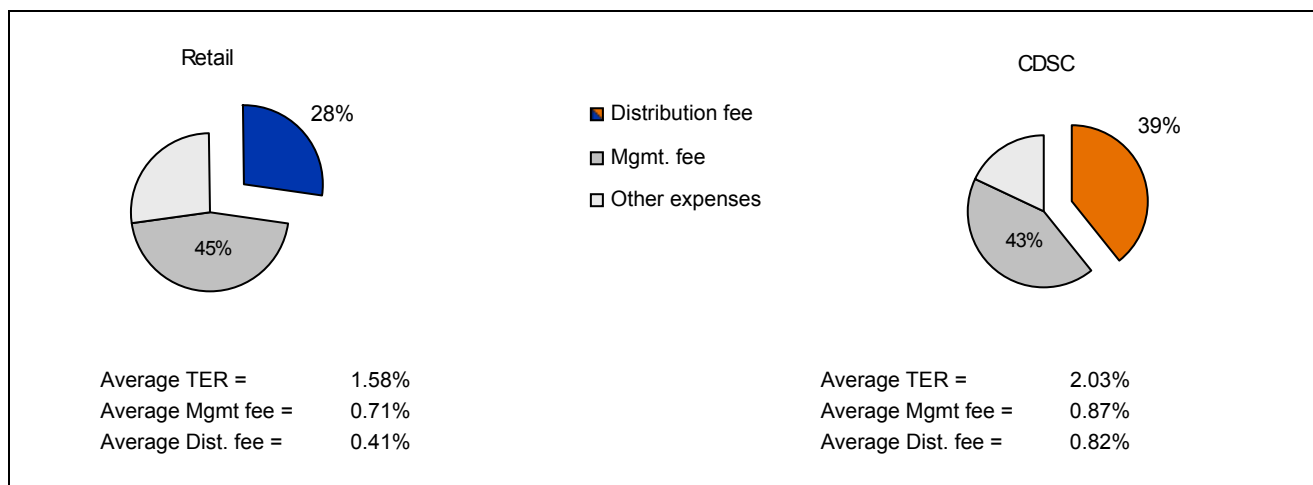 Retail
28%
45%
Distribution fee
Mgmt. fee
Other expenses
CDSC
39%
43%
Average TER = 1.58%
Average Mgmt fee = 0.71%
Average Dist. fee = 0.41%
Average TER = 2.03%
Average Mgmt fee = 0.87%
Average Dist. fee = 0.82%